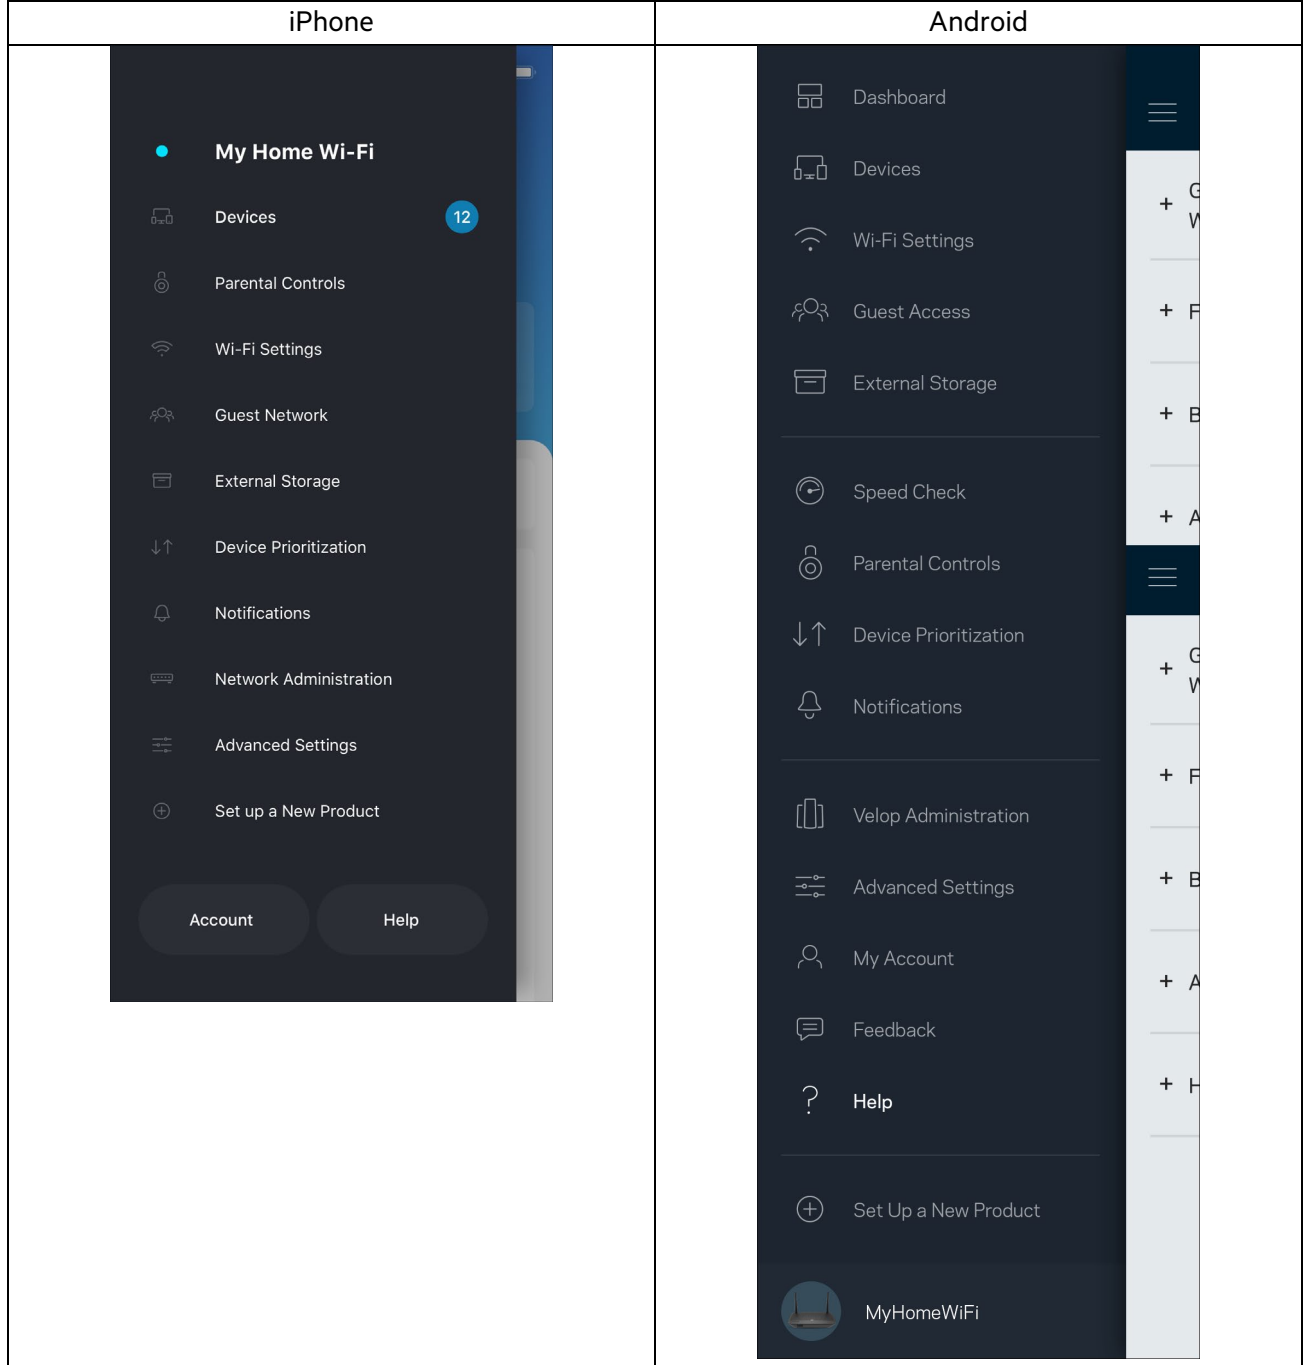 iPhone
Android
My Home Wi-Fi
Devices
12
Parental Controls
Wi-Fi Settings
Guest Network
External Storage
Device Prioritization
Notifications
Network Administration
Advanced Settings
Set up a New Product
Account
Help
Dashboard
Devices
Wi-Fi Settings
Guest Access
External Storage
Speed Check
Parental Controls
Device Prioritization
Notifications
Velop Administration
Advanced Settings
My Account
Feedback
? Help
Set Up a New Product
MyHomeWiFi
+ G
W
+ F
+ B
+ A
+ G
W
+ F
+ B
+ A
+ H